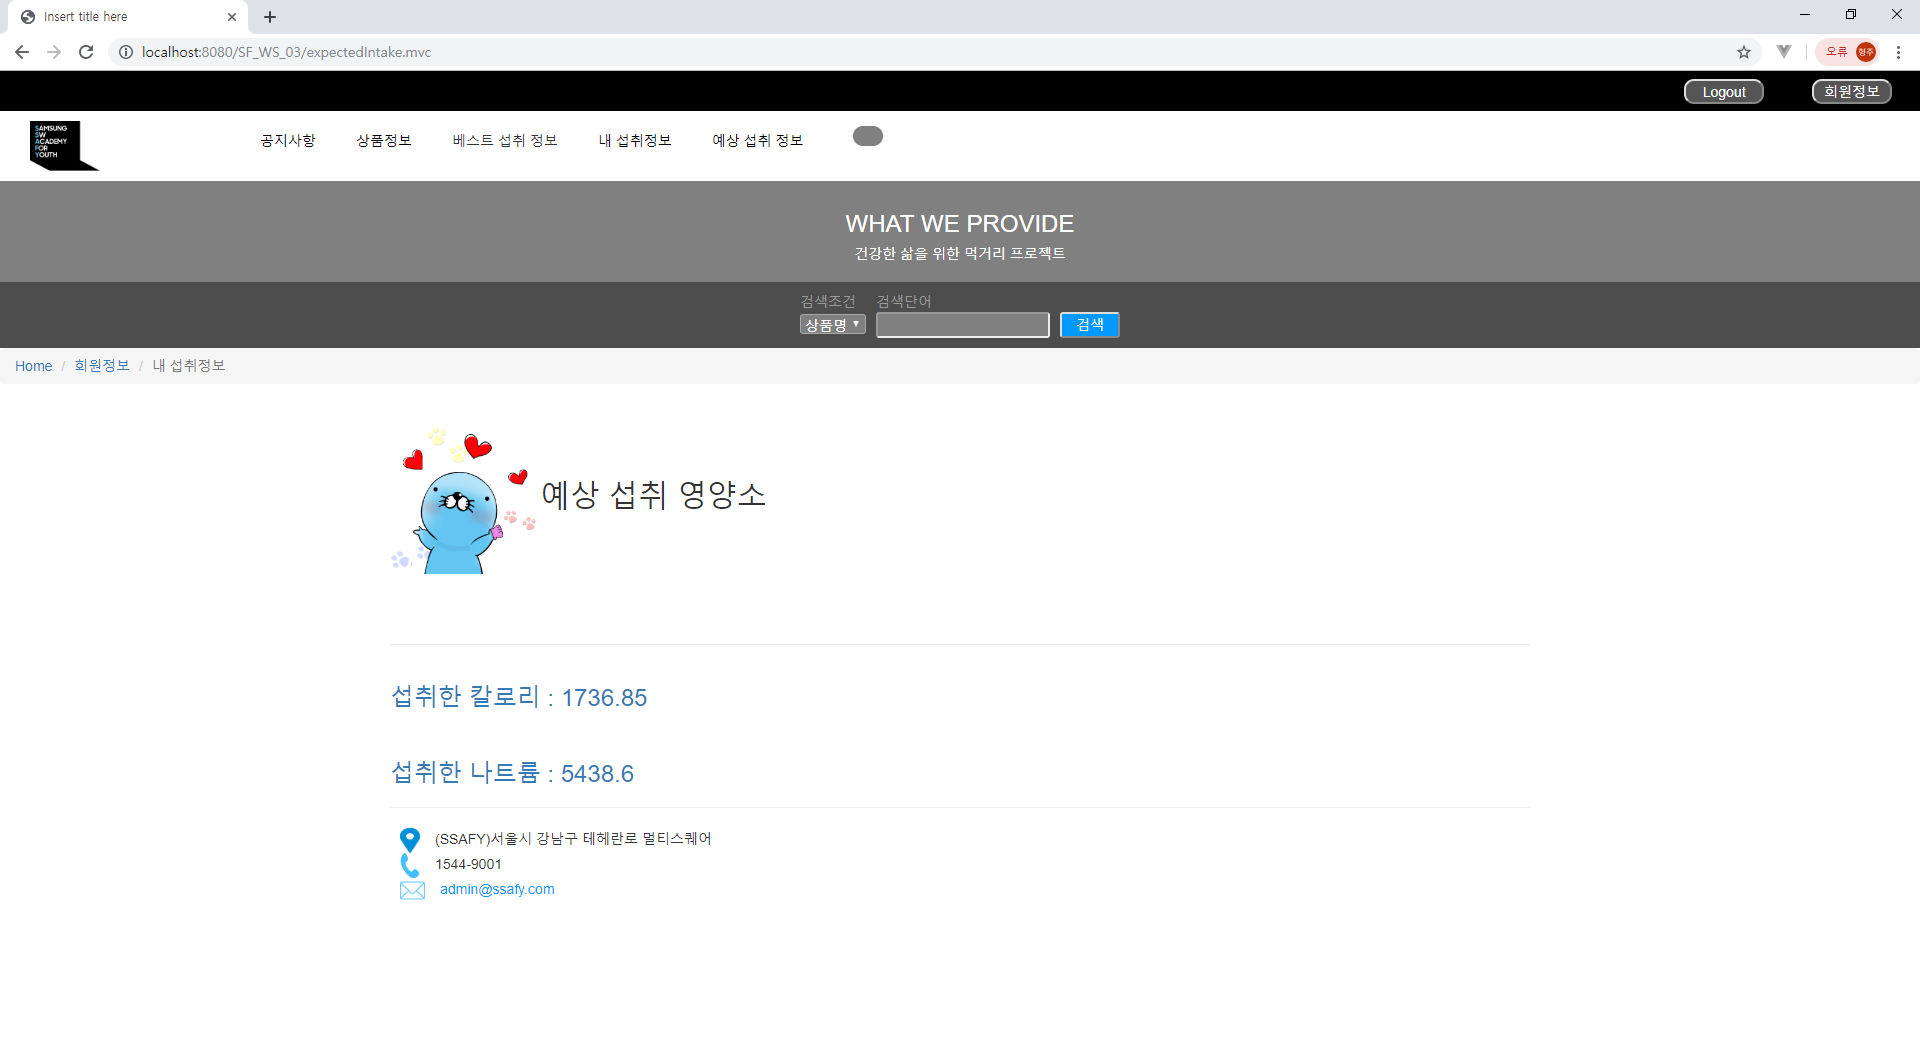 Insert title here
localhost:8080/SF_WS_03/expectedIntake.mvc
오류 형주
Logout 회원정보
SAMSUNG
SW
ACADEMY
FOR
YOUTH
공지사항 상품정보 베스트 섭취 정보 내 섭취정보 예상 섭취 정보
WHAT WE PROVIDE
건강한 삶을 위한 먹거리 프로젝트
검색조건 검색단어
상품명 검색
Home / 회원정보 / 내 섭취정보
예상 섭취 영양소
섭취한 칼로리 : 1736.85
섭취한 나트륨 : 5438.6
(SSAFY)서울시 강남구 테헤란로 멀티스퀘어
1544-9001
admin@ssafy.com